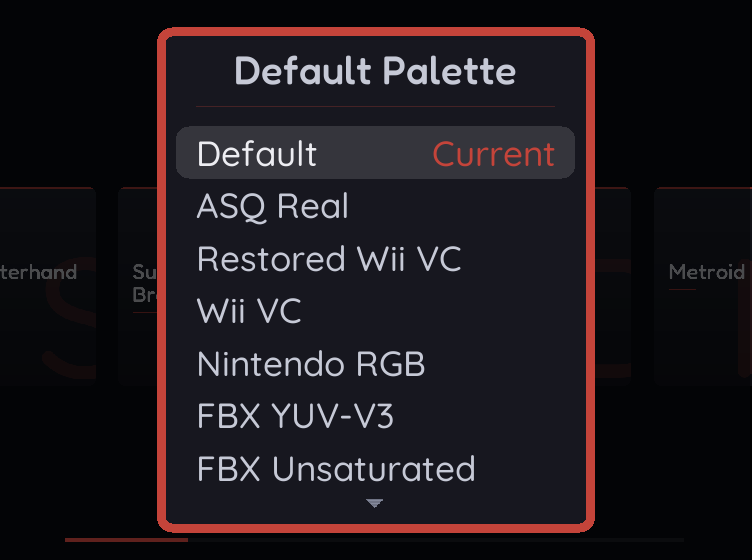 Default Palette
Default Current
ASQ Real
Restored Wii VC
Wii VC
Nintendo RGB
FBX YUV-V3
FBX Unsaturated
Metroid